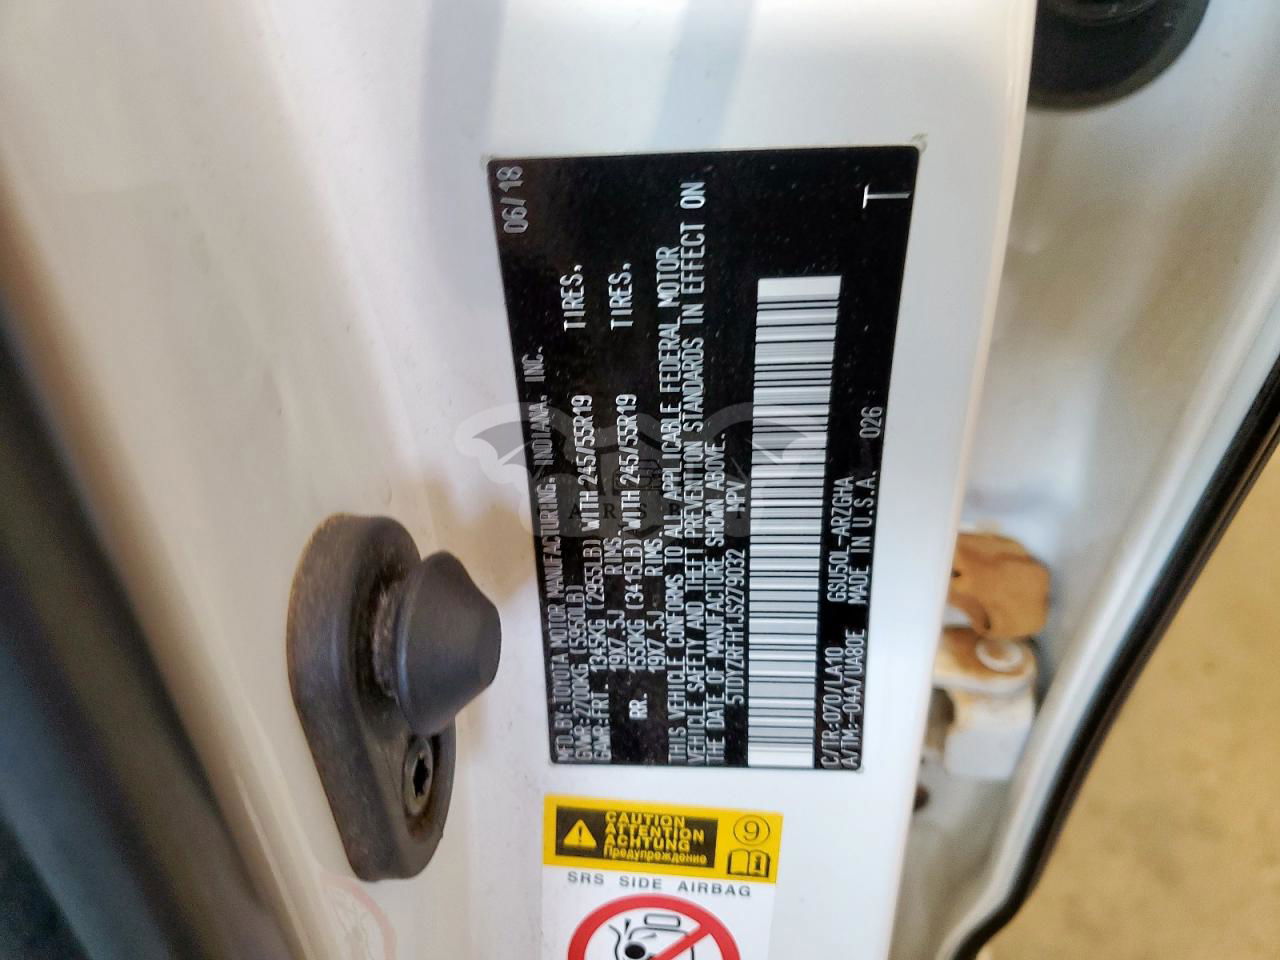 MFD.BY:TOYOTA MOTOR MANUFACTURING, INDIANA, INC. 06/18
GVWR:2700KG (5950LB)
GAWR:FRT. 1345KG (2955LB) WITH 245/55R19 TIRES,
19X7.5J RIMS,
RR. 1550KG (3415LB) WITH 245/55R19 TIRES,
19X7.5J RIMS,
THIS VEHICLE CONFORMS TO ALL APPLICABLE FEDERAL MOTOR
VEHICLE SAFETY AND THEFT PREVENTION STANDARDS IN EFFECT ON
THE DATE OF MANUFACTURE SHOWN ABOVE.
5TDYZRFH1JS279032 MPV
C/TR:070/LA10 GSU50L-ARZGHA T
A/TM:-04A/UA80E MADE IN U.S.A. 026
CAUTION
ATTENTION
ACHTUNG
Предупреждение
9
SRS SIDE AIRBAG